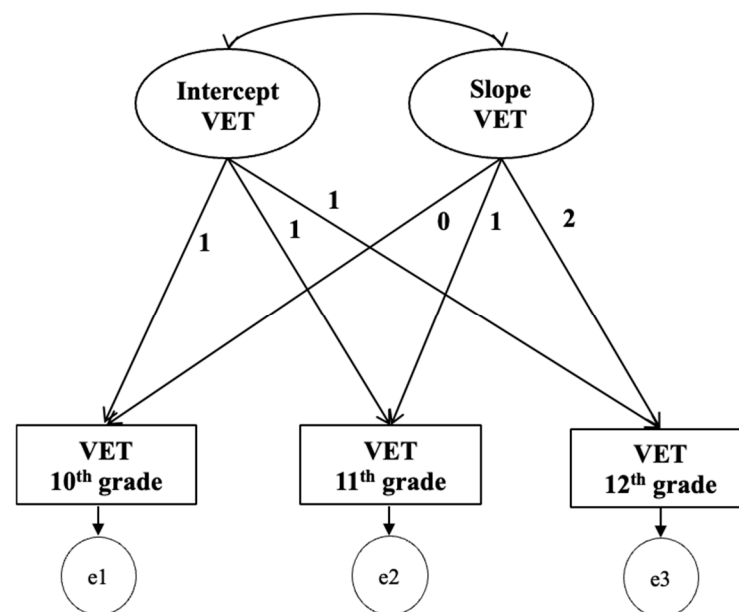 Intercept
VET
Slope
VET
1
1
1
0
1
2
VET
10th grade
VET
11th grade
VET
12th grade
e1
e2
e3